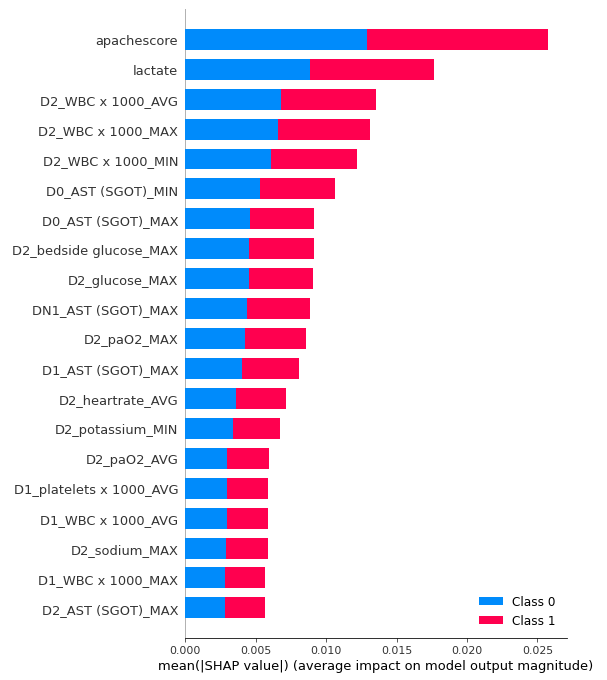 apachescore
lactate
D2_WBC x 1000_AVG
D2_WBC x 1000_MAX
D2_WBC x 1000_MIN
D0_AST (SGOT)_MIN
D0_AST (SGOT)_MAX
D2_bedside glucose_MAX
D2_glucose_MAX
DN1_AST (SGOT)_MAX
D2_paO2_MAX
D1_AST (SGOT)_MAX
D2_heartrate_AVG
D2_potassium_MIN
D2_paO2_AVG
D1_platelets x 1000_AVG
D1_WBC x 1000_AVG
D2_sodium_MAX
D1_WBC x 1000_MAX
D2_AST (SGOT)_MAX
Class 0
Class 1
0.000 0.005 0.010 0.015 0.020 0.025
mean(|SHAP value|) (average impact on model output magnitude)